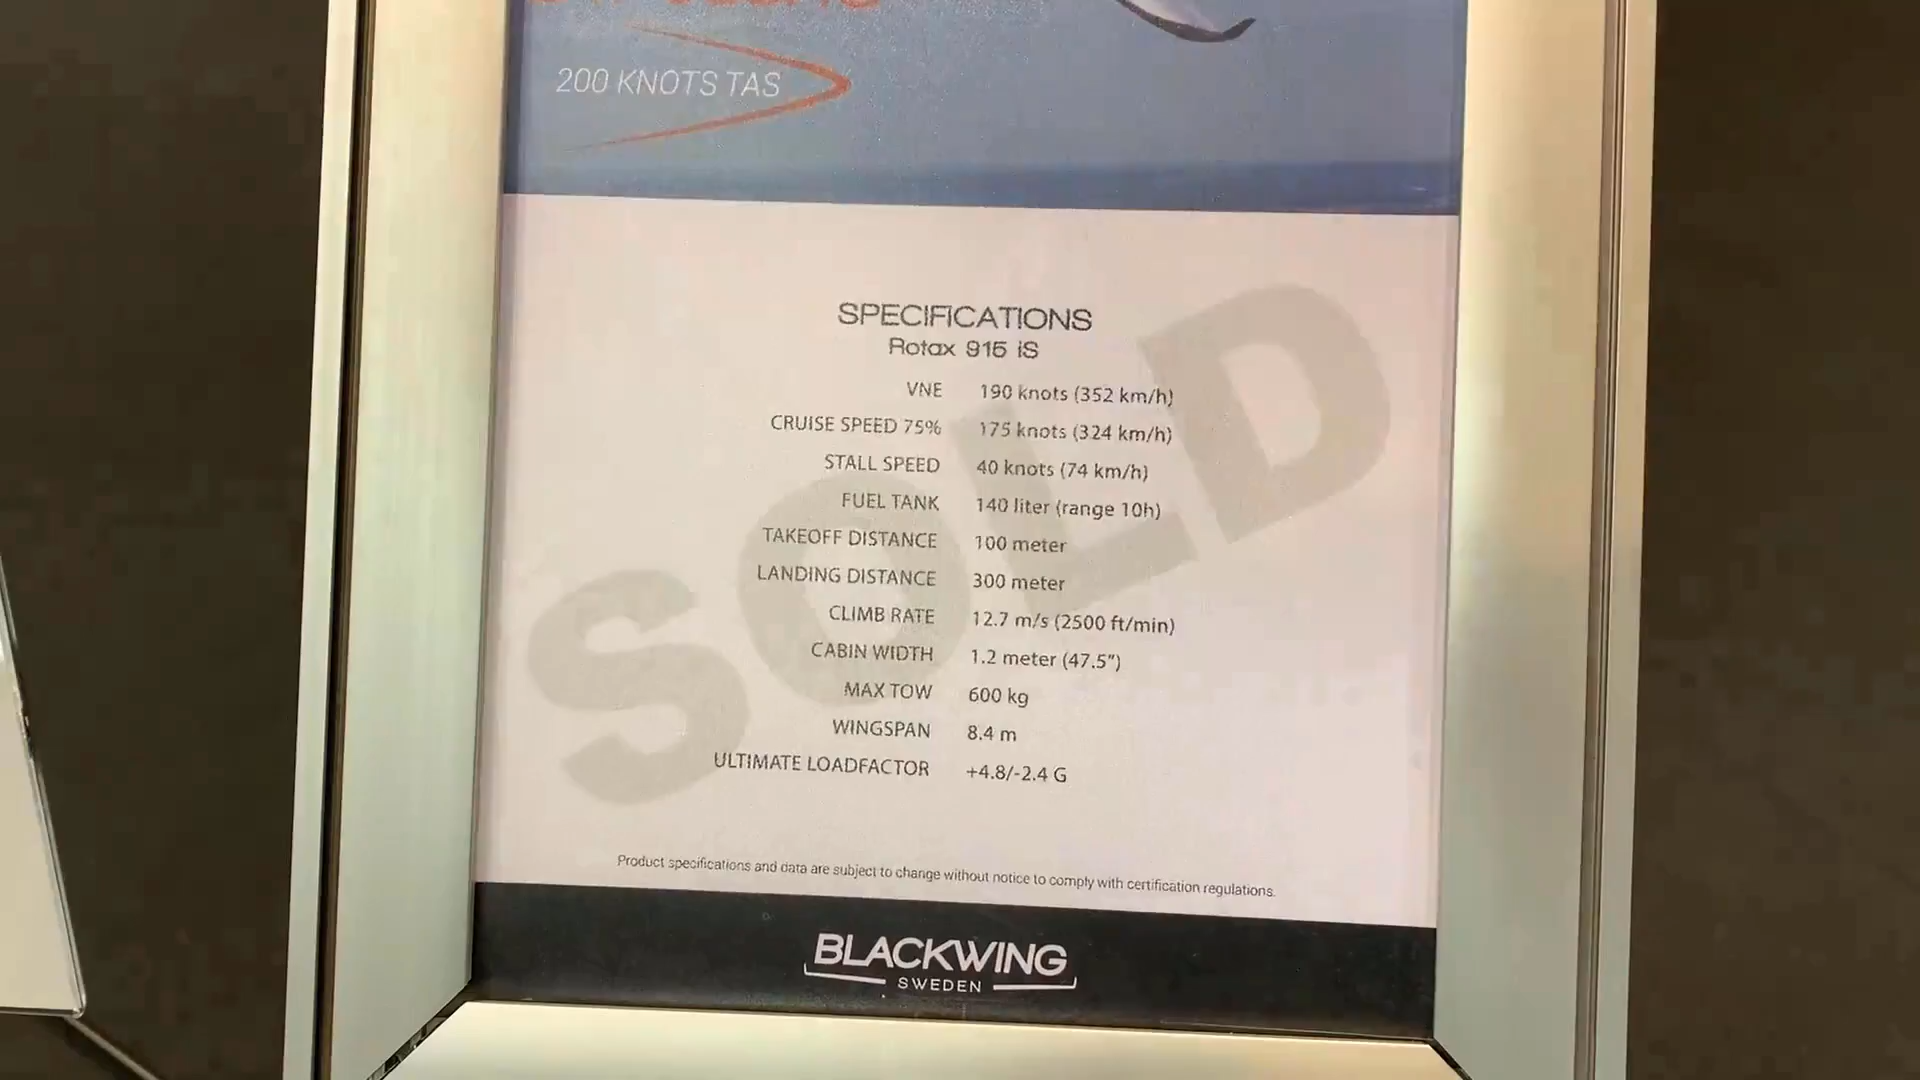 200 KNOTS TAS
SPECIFICATIONS
Rotax 915 iS
VNE 190 knots (352 km/h)
CRUISE SPEED 75% 175 knots (324 km/h)
STALL SPEED 40 knots (74 km/h)
FUEL TANK 140 liter (range 10h)
TAKEOFF DISTANCE 100 meter
LANDING DISTANCE 300 meter
CLIMB RATE 12.7 m/s (2500 ft/min)
CABIN WIDTH 1.2 meter (47.5")
MAX TOW 600 kg
WINGSPAN 8.4 m
ULTIMATE LOADFACTOR +4.8/-2.4 G
SOLD
Product specifications and data are subject to change without notice to comply with certification regulations.
BLACKWING
SWEDEN